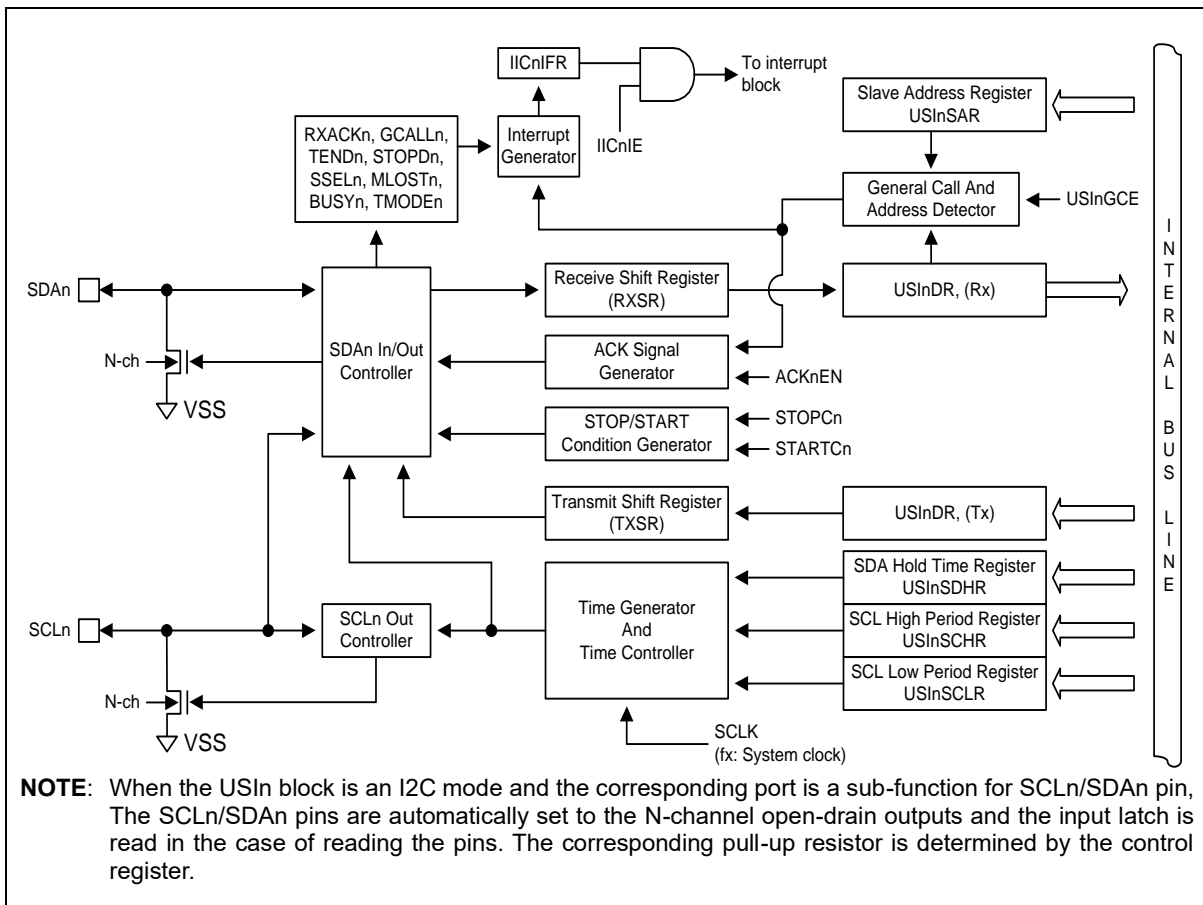 IICnIFR
To interrupt
block
Slave Address Register
USInSAR
RXACKn, GCALLn,
TENDn, STOPDn,
SSELn, MLOSTn,
BUSYn, TMODEn
Interrupt
Generator
IICnIE
General Call And
Address Detector
USInGCE
SDAn
Receive Shift Register
(RXSR)
USInDR, (Rx)
N-ch
VSS
SDAn In/Out
Controller
ACK Signal
Generator
ACKnEN
STOP/START
Condition Generator
STOPCn
STARTCn
Transmit Shift Register
(TXSR)
USInDR, (Tx)
SDA Hold Time Register
USInSDHR
SCLn
SCLn Out
Controller
Time Generator
And
Time Controller
SCL High Period Register
USInSCHR
SCL Low Period Register
USInSCLR
N-ch
VSS
SCLK
(fx: System clock)
INTERNAL BUS LINE
NOTE: When the USIn block is an I2C mode and the corresponding port is a sub-function for SCLn/SDAn pin,
The SCLn/SDAn pins are automatically set to the N-channel open-drain outputs and the input latch is
read in the case of reading the pins. The corresponding pull-up resistor is determined by the control
register.